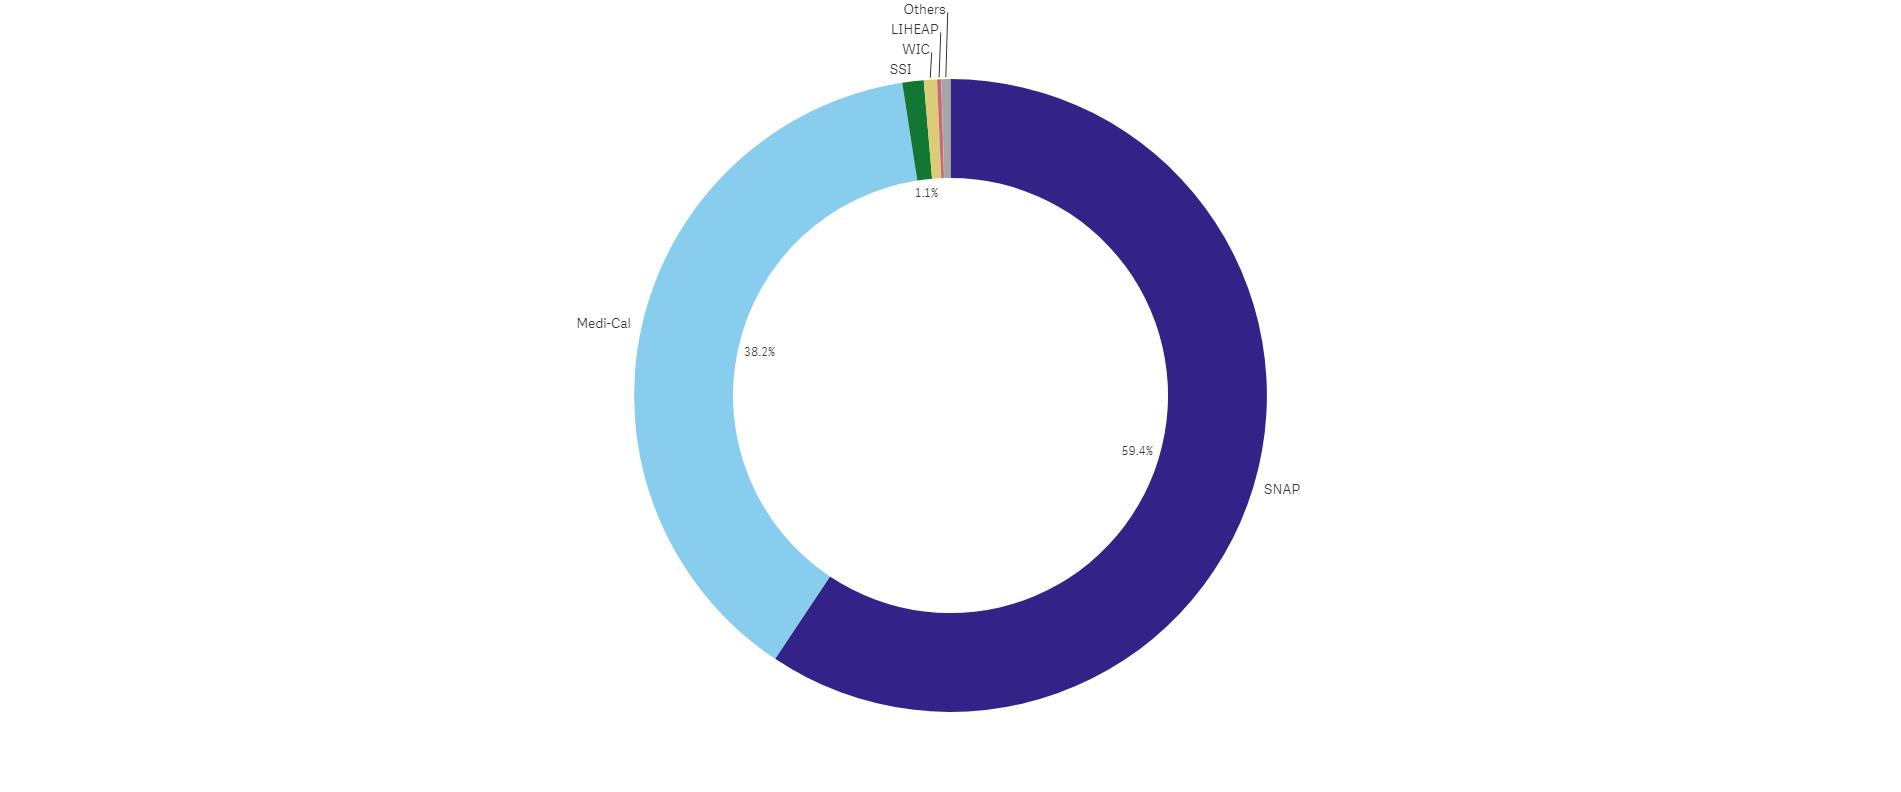 Others
LIHEAP
WIC
SSI
1.1%
Medi-Cal
38.2%
59.4%
SNAP